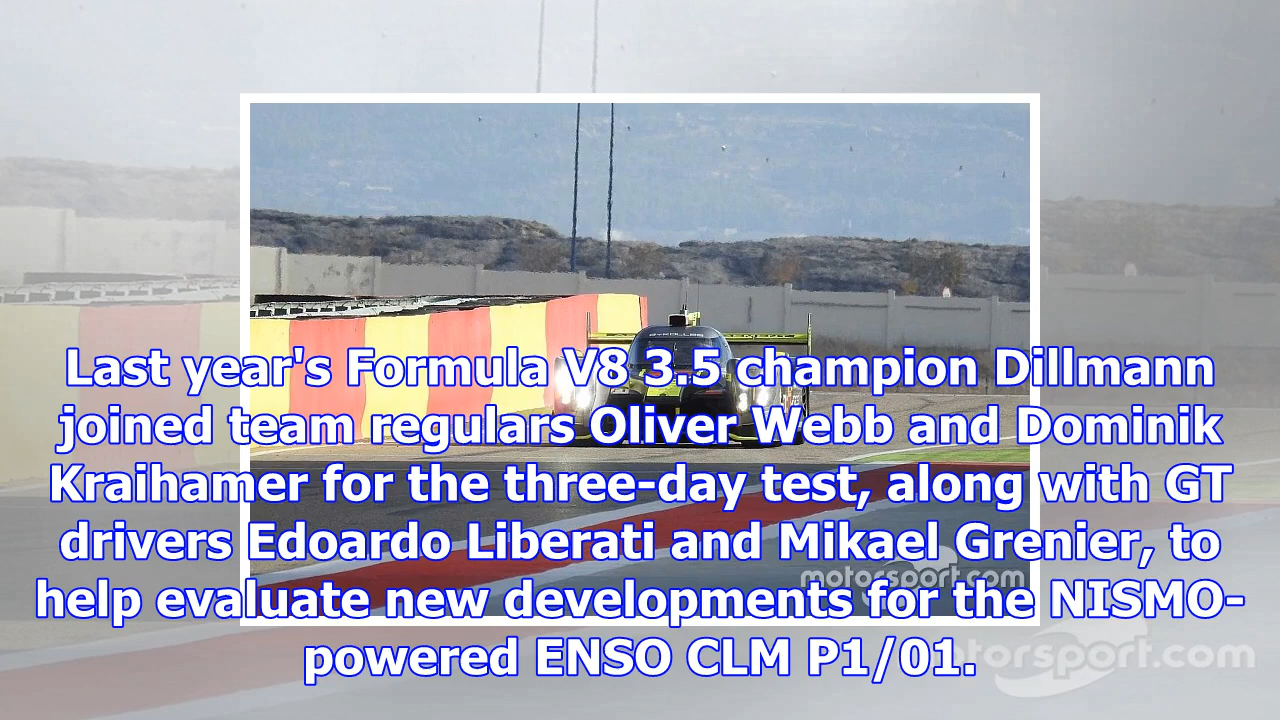 BYKOLLES
Last year's Formula V8 3.5 champion Dillmann
joined team regulars Oliver Webb and Dominik
Kraihamer for the three-day test, along with GT
drivers Edoardo Liberati and Mikael Grenier, to
help evaluate new developments for the NISMO-
powered ENSO CLM P1/01.
motorsport.com
motorsport.com